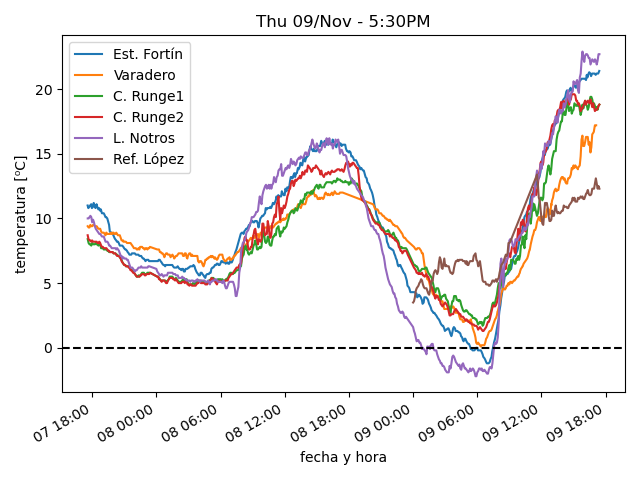 Thu 09/Nov - 5:30PM
Est. Fortín
Varadero
C. Runge1
C. Runge2
L. Notros
Ref. López
temperatura [ºC]
20
15
10
5
0
07 18:00
08 00:00
08 06:00
08 12:00
08 18:00
09 00:00
09 06:00
09 12:00
09 18:00
fecha y hora